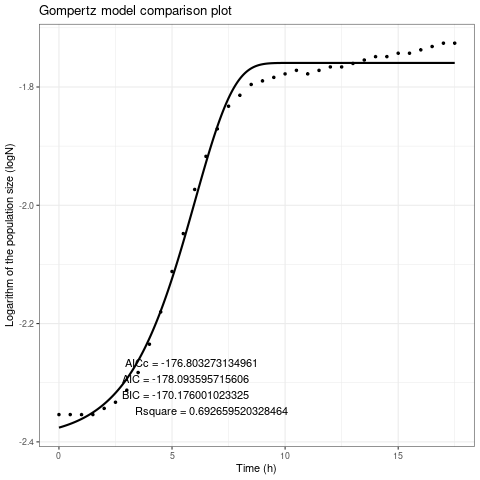 Gompertz model comparison plot
Logarithm of the population size (logN)
-1.8
-2.0
-2.2
-2.4
AICc = -176.803273134961
AIC = -178.093595715606
BIC = -170.176001023325
Rsquare = 0.692659520328464
0 5 10 15
Time (h)